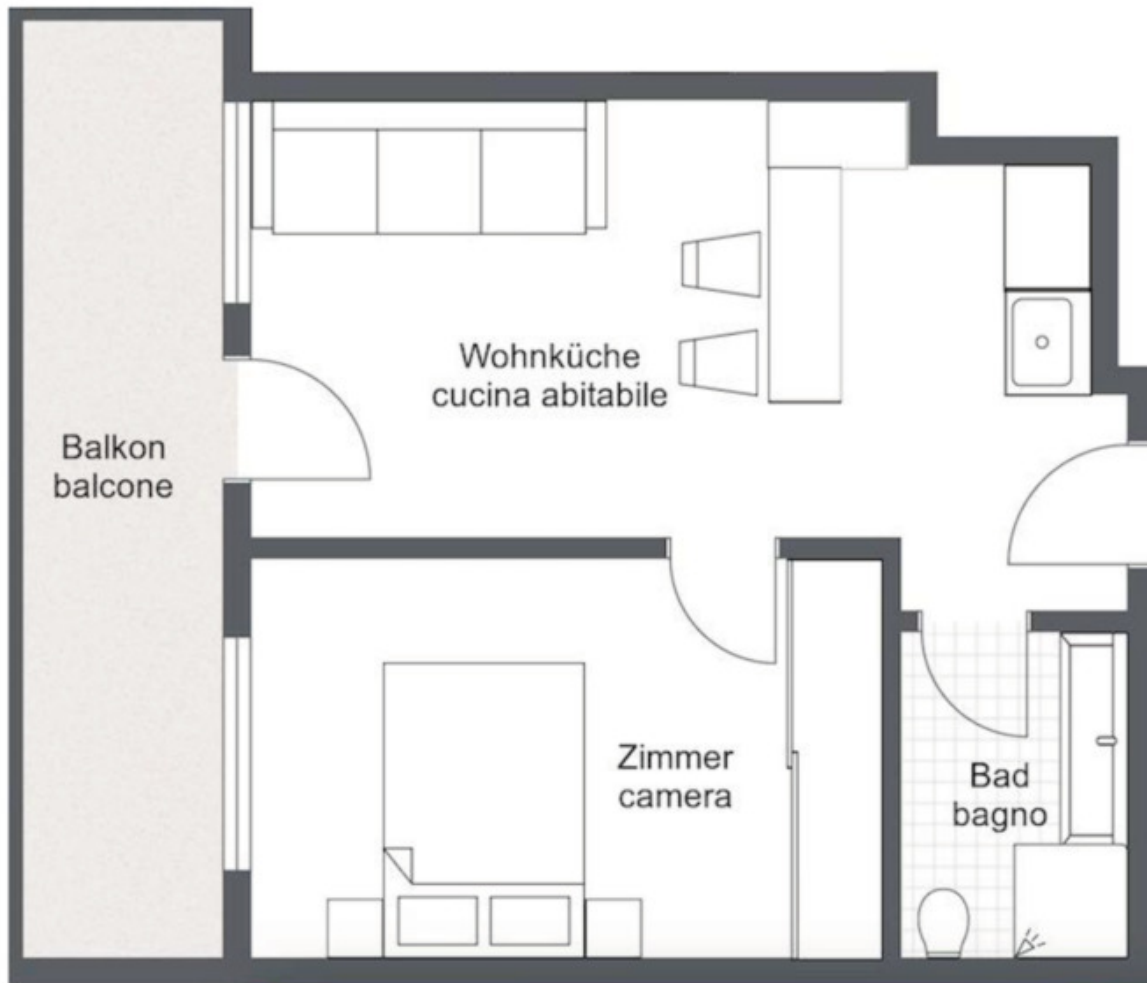 Wohnküche
cucina abitabile
Balkon
balcone
Zimmer
camera
Bad
bagno